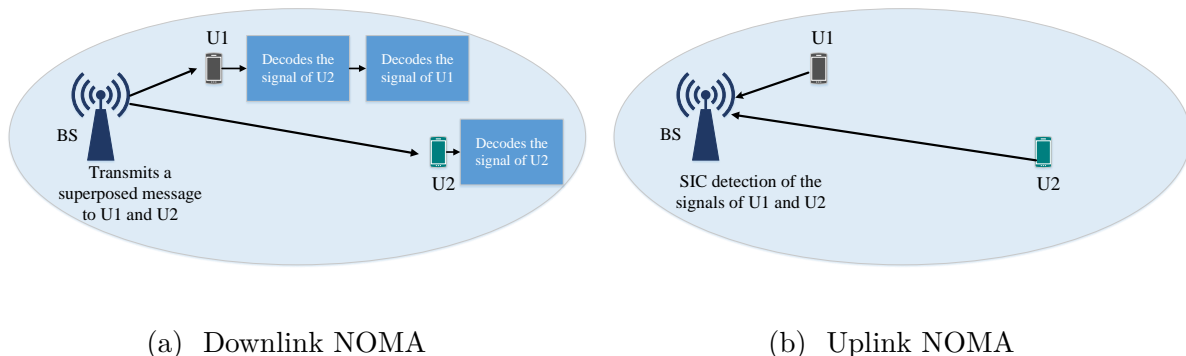 U1
Decodes the
signal of U2
Decodes the
signal of U1
BS
Decodes the
signal of U2
U2
Transmits a
superposed message
to U1 and U2
(a) Downlink NOMA
U1
BS
U2
SIC detection of the
signals of U1 and U2
(b) Uplink NOMA